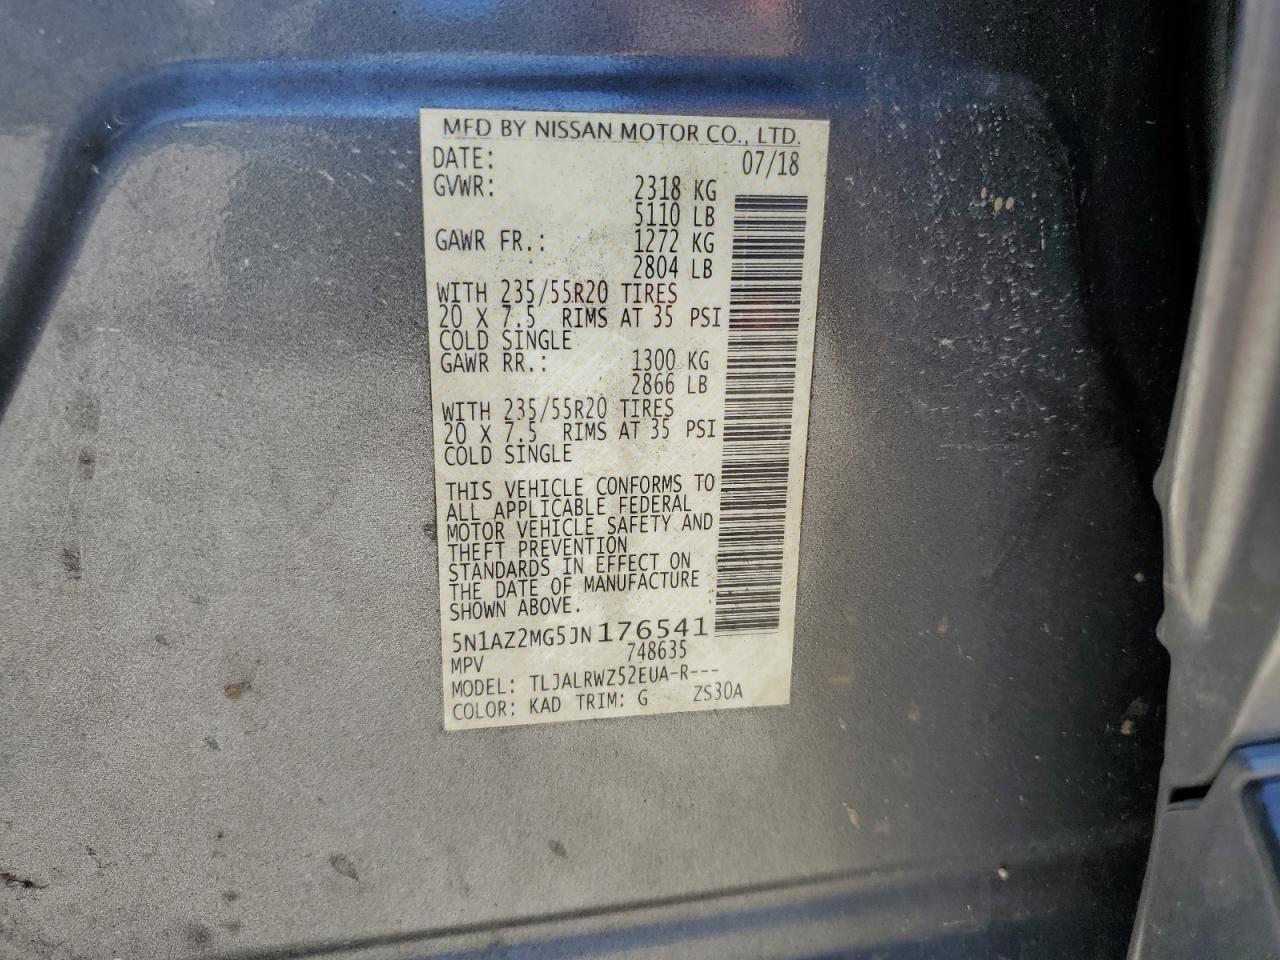 MFD BY NISSAN MOTOR CO., LTD.
DATE: 07/18
GVWR: 2318 KG
5110 LB
GAWR FR.: 1272 KG
2804 LB
WITH 235/55R20 TIRES
20 X 7.5 RIMS AT 35 PSI
COLD SINGLE
GAWR RR.: 1300 KG
2866 LB
WITH 235/55R20 TIRES
20 X 7.5 RIMS AT 35 PSI
COLD SINGLE
THIS VEHICLE CONFORMS TO
ALL APPLICABLE FEDERAL
MOTOR VEHICLE SAFETY AND
THEFT PREVENTION
STANDARDS IN EFFECT ON
THE DATE OF MANUFACTURE
SHOWN ABOVE.
5N1AZ2MG5JN176541
MPV 748635
MODEL: TLJALRWZ52EUA-R---
COLOR: KAD TRIM: G ZS30A